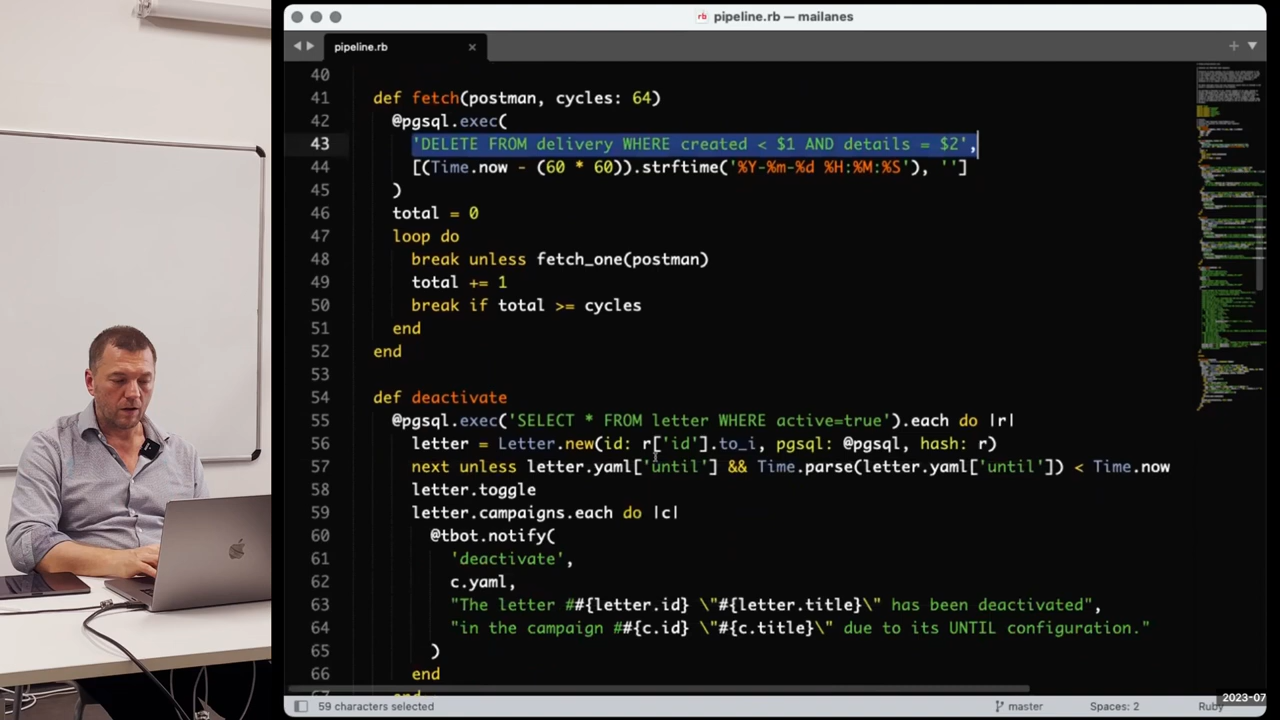 rb pipeline.rb — mailanes
pipeline.rb
40
41 def fetch(postman, cycles: 64)
42 @pgsql.exec(
43 'DELETE FROM delivery WHERE created < $1 AND details = $2',
44 [(Time.now - (60 * 60)).strftime('%Y-%m-%d %H:%M:%S'), '']
45 )
46 total = 0
47 loop do
48 break unless fetch_one(postman)
49 total += 1
50 break if total >= cycles
51 end
52 end
53
54 def deactivate
55 @pgsql.exec('SELECT * FROM letter WHERE active=true').each do |r|
56 letter = Letter.new(id: r['id'].to_i, pgsql: @pgsql, hash: r)
57 next unless letter.yaml['until'] && Time.parse(letter.yaml['until']) < Time.now
58 letter.toggle
59 letter.campaigns.each do |c|
60 @tbot.notify(
61 'deactivate',
62 c.yaml,
63 "The letter ##{letter.id} \"#{letter.title}\" has been deactivated",
64 "in the campaign ##{c.id} \"#{c.title}\" due to its UNTIL configuration."
65 )
66 end
67 end
59 characters selected
master
Spaces: 2
Ruby
2023-07